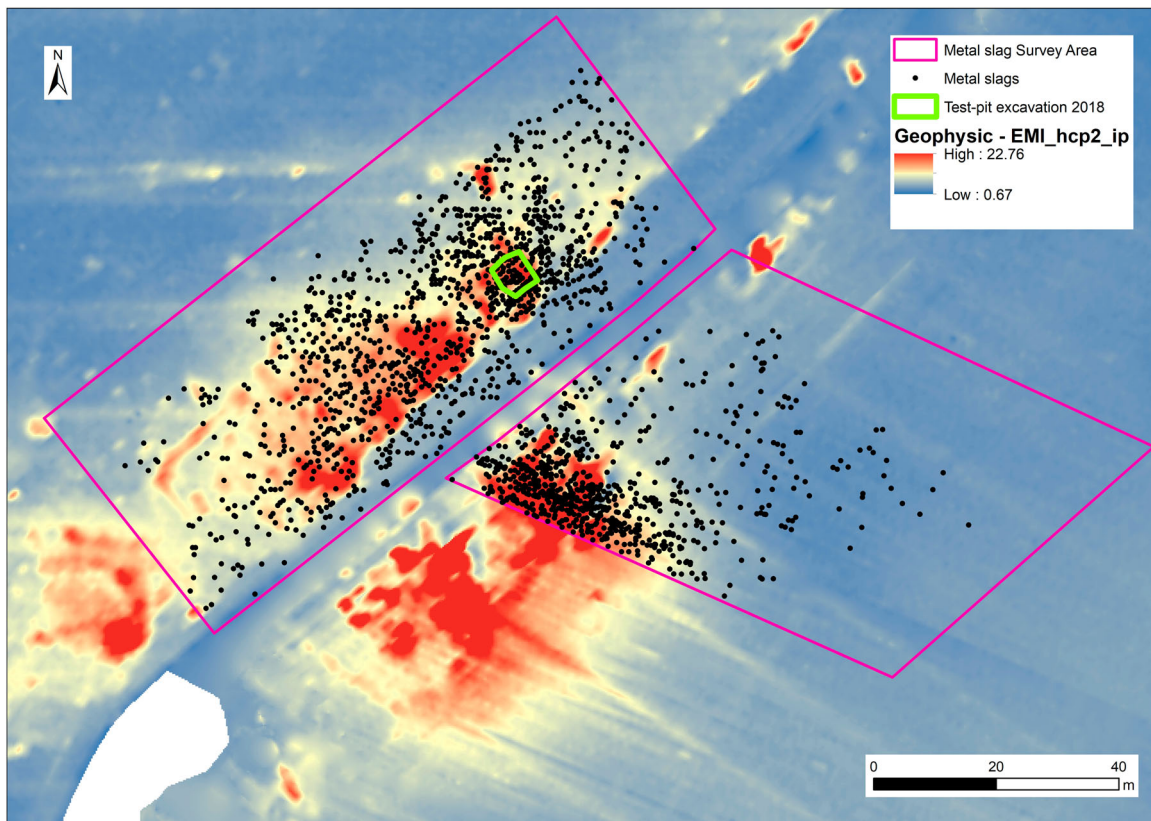 N
Metal slag Survey Area
Metal slags
Test-pit excavation 2018
Geophysic - EMI_hcp2_ip
High : 22.76
Low : 0.67
0 20 40
m